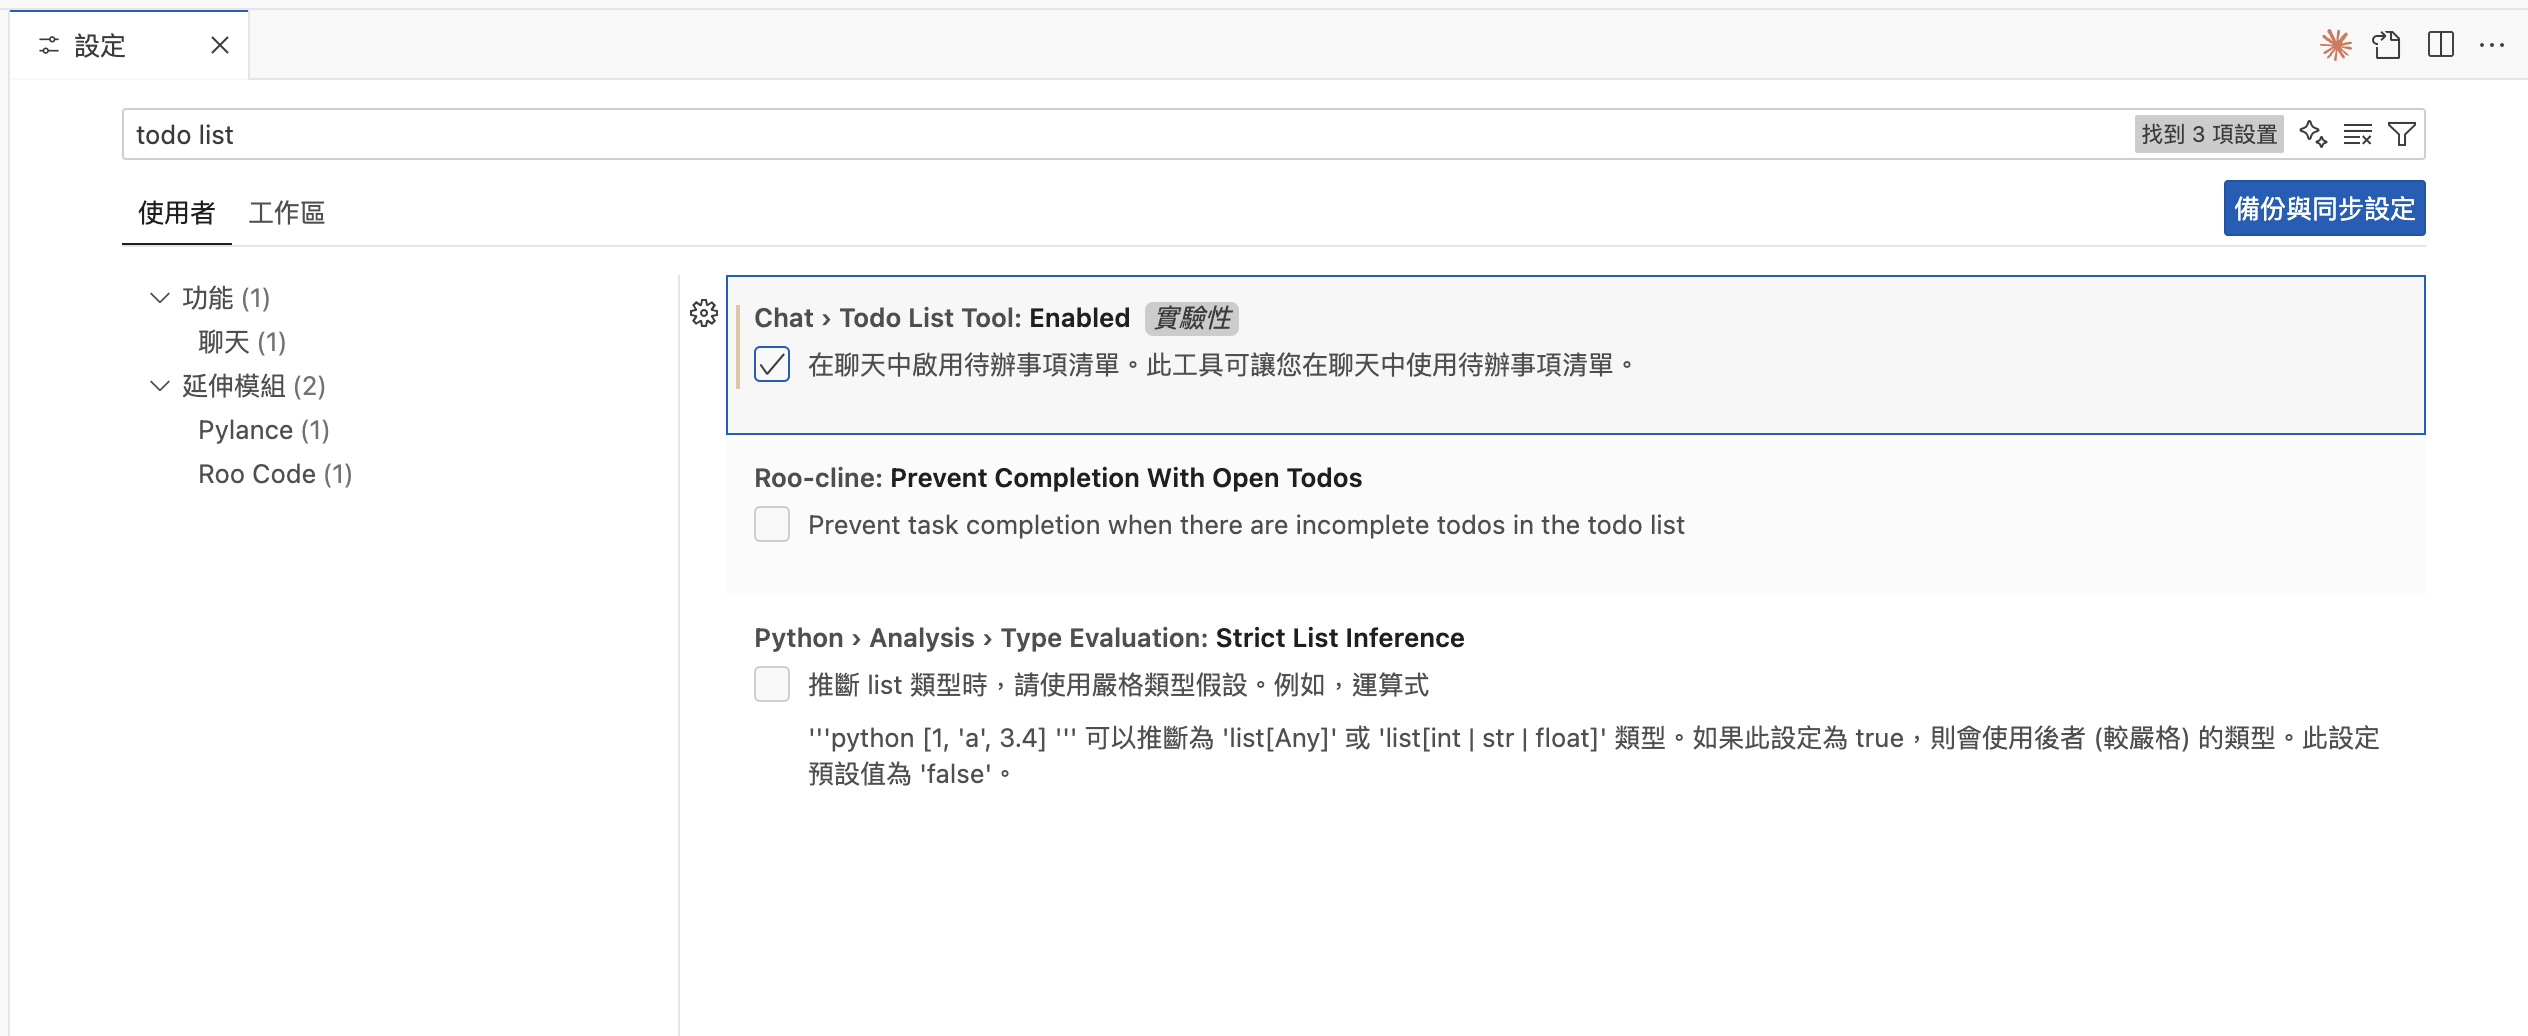 設定
todo list
找到 3 項設置
使用者
工作區
備份與同步設定
功能 (1)
聊天 (1)
延伸模組 (2)
Pylance (1)
Roo Code (1)
Chat › Todo List Tool: Enabled 實驗性
在聊天中啟用待辦事項清單。此工具可讓您在聊天中使用待辦事項清單。
Roo-cline: Prevent Completion With Open Todos
Prevent task completion when there are incomplete todos in the todo list
Python › Analysis › Type Evaluation: Strict List Inference
推斷 list 類型時，請使用嚴格類型假設。例如，運算式
'''python [1, 'a', 3.4] ''' 可以推斷為 'list[Any]' 或 'list[int | str | float]' 類型。如果此設定為 true，則會使用後者 (較嚴格) 的類型。此設定
預設值為 'false'。